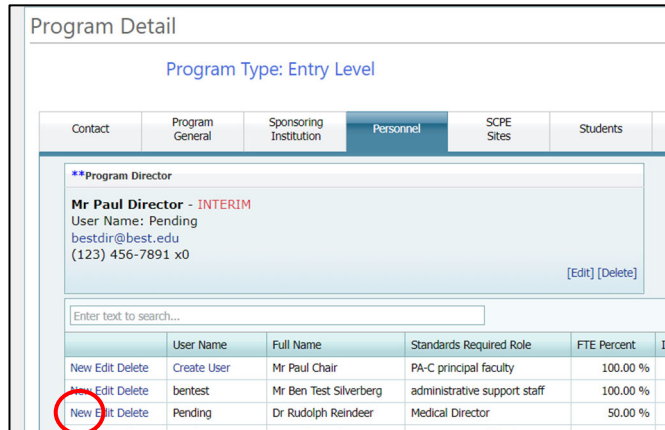 Program Detail
Program Type: Entry Level
Contact
Program
General
Sponsoring
Institution
Personnel
SCPE
Sites
Students
**Program Director
Mr Paul Director - INTERIM
User Name: Pending
bestdir@best.edu
(123) 456-7891 x0
[Edit] [Delete]
Enter text to search...
User Name Full Name Standards Required Role FTE Percent
New Edit Delete Create User Mr Paul Chair PA-C principal faculty 100.00 %
New Edit Delete bentest Mr Ben Test Silverberg administrative support staff 100.00 %
New Edit Delete Pending Dr Rudolph Reindeer Medical Director 50.00 %